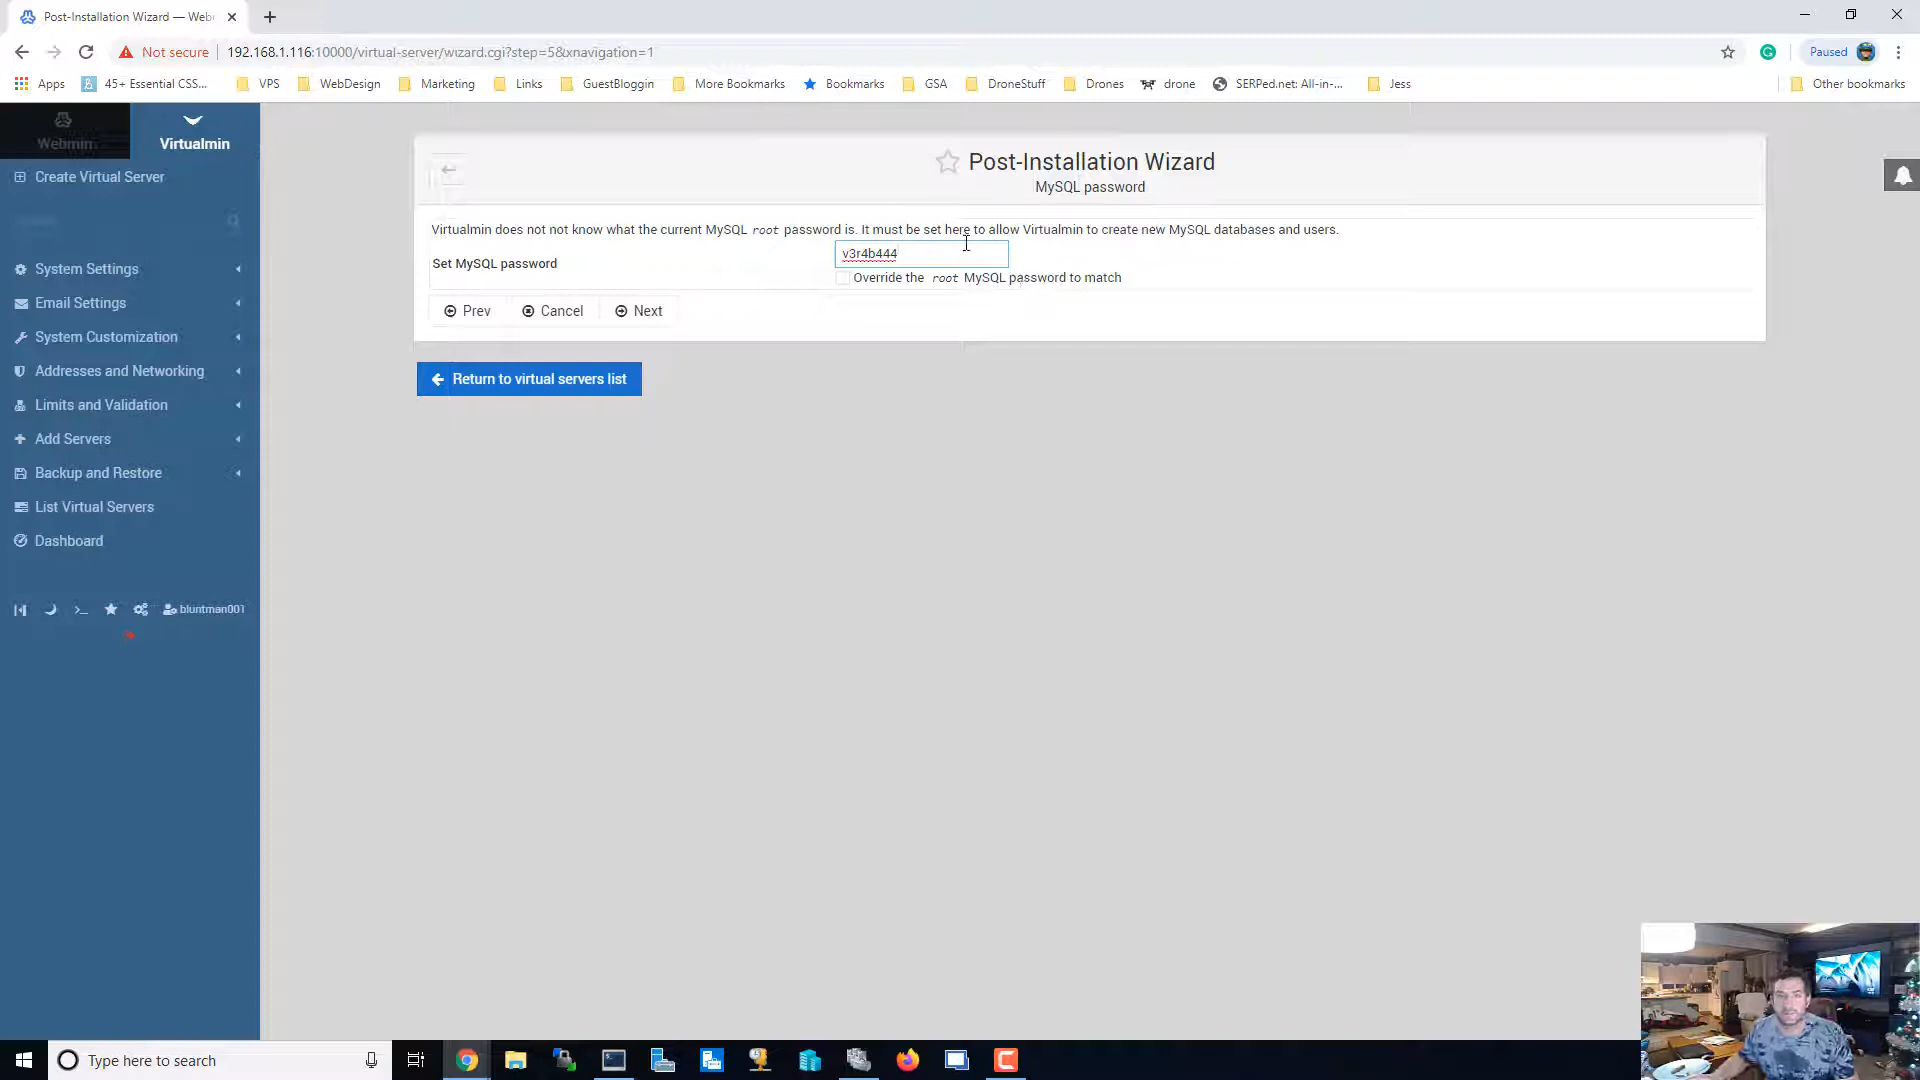 Post-Installation Wizard — Web
Not secure
192.168.1.116:10000/virtual-server/wizard.cgi?step=5&xnavigation=1
Paused
Apps
45+ Essential CSS...
VPS
WebDesign
Marketing
Links
GuestBloggin
More Bookmarks
Bookmarks
GSA
DroneStuff
Drones
drone
SERPed.net: All-in-...
Jess
Other bookmarks
Webmin
Virtualmin
Create Virtual Server
System Settings
Email Settings
System Customization
Addresses and Networking
Limits and Validation
Add Servers
Backup and Restore
List Virtual Servers
Dashboard
bluntman001
Post-Installation Wizard
MySQL password
Virtualmin does not not know what the current MySQL root password is. It must be set here to allow Virtualmin to create new MySQL databases and users.
Set MySQL password
v3r4b444
Override the root MySQL password to match
Prev
Cancel
Next
Return to virtual servers list
Type here to search